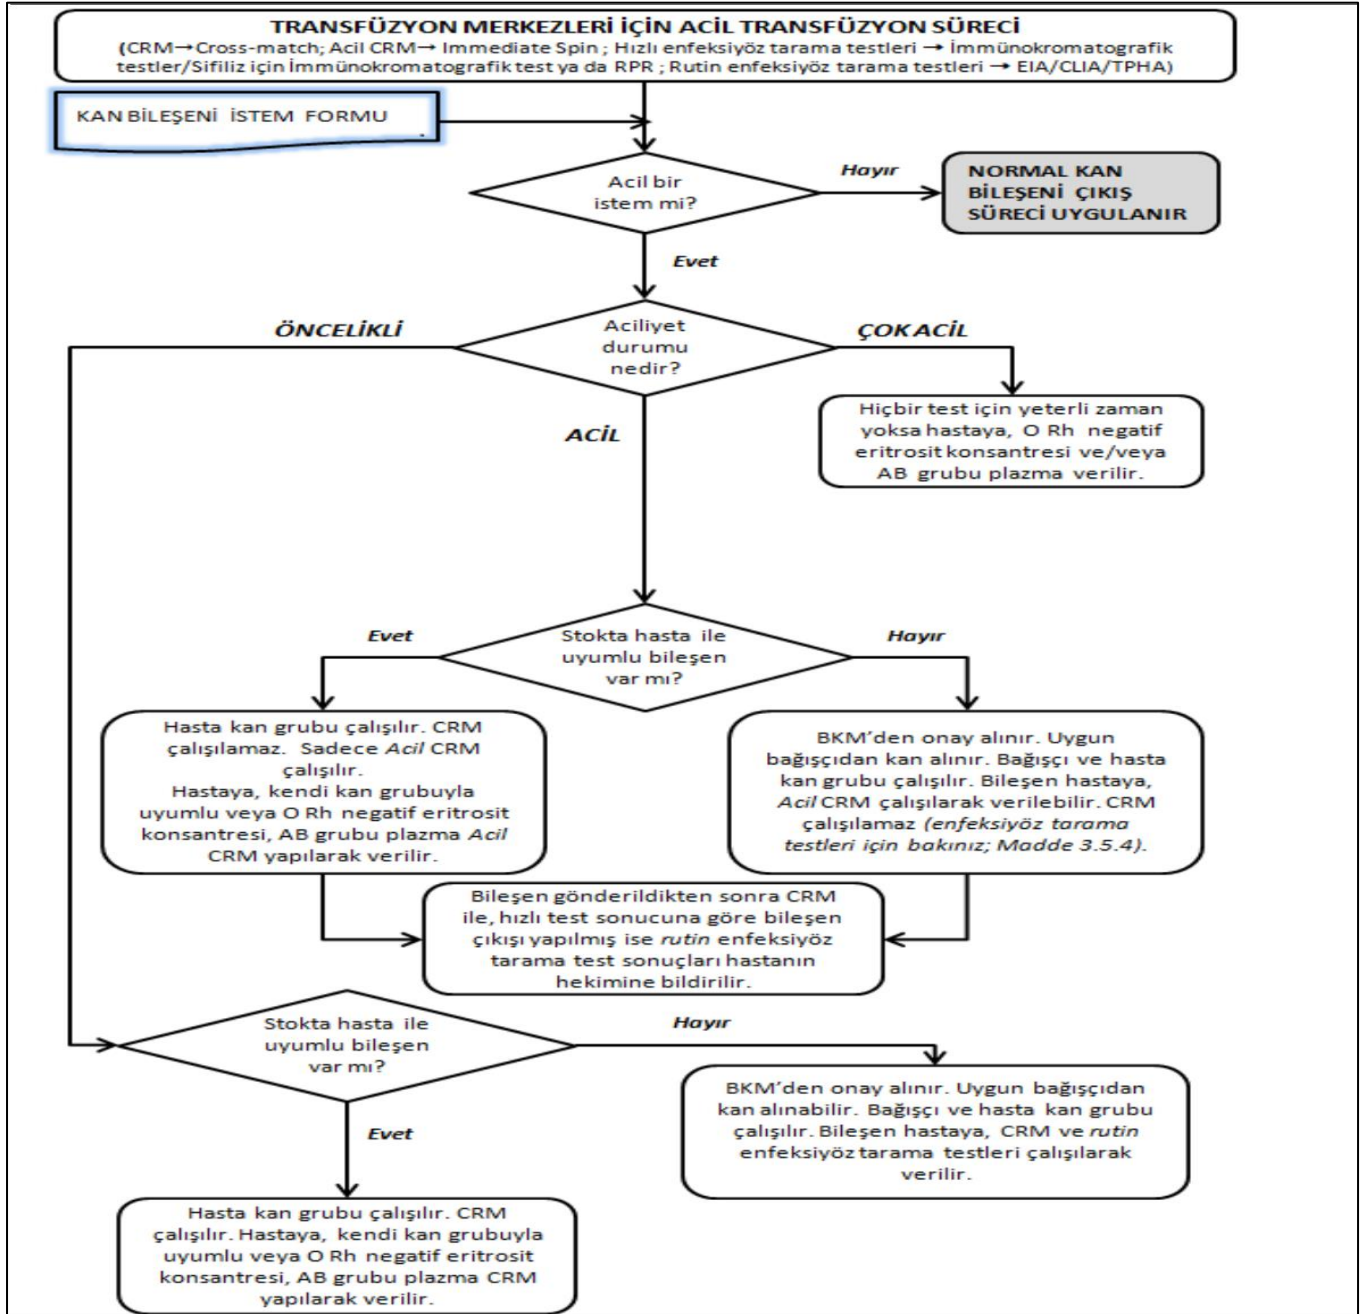 TRANSFÜZYON MERKEZLERİ İÇİN ACİL TRANSFÜZYON SÜRECİ
(CRM→Cross-match; Acil CRM→ Immediate Spin ; Hızlı enfeksiyöz tarama testleri → İmmünokromatografik
testler/Sifiliz için İmmünokromatografik test ya da RPR ; Rutin enfeksiyöz tarama testleri → EIA/CLIA/TPHA)
KAN BİLEŞENİ İSTEM FORMU
.
Acil bir
istem mi?
Hayır
NORMAL KAN
BİLEŞENİ ÇIKIŞ
SÜRECİ UYGULANIR
Evet
ÖNCELİKLİ
Aciliyet
durumu
nedir?
ÇOK ACİL
Hiçbir test için yeterli zaman
yoksa hastaya, O Rh negatif
eritrosit konsantresi ve/veya
AB grubu plazma verilir.
ACİL
Evet
Stokta hasta ile
uyumlu bileşen
var mı?
Hayır
Hasta kan grubu çalışılır. CRM
çalışılamaz. Sadece Acil CRM
çalışılır.
Hastaya, kendi kan grubuyla
uyumlu veya O Rh negatif eritrosit
konsantresi, AB grubu plazma Acil
CRM yapılarak verilir.
BKM'den onay alınır. Uygun
bağışçıdan kan alınır. Bağışçı ve hasta
kan grubu çalışılır. Bileşen hastaya,
Acil CRM çalışılarak verilebilir. CRM
çalışılamaz (enfeksiyöz tarama
testleri için bakınız; Madde 3.5.4).
Bileşen gönderildikten sonra CRM
ile, hızlı test sonucuna göre bileşen
çıkışı yapılmış ise rutin enfeksiyöz
tarama test sonuçları hastanın
hekimine bildirilir.
Stokta hasta ile
uyumlu bileşen
var mı?
Hayır
BKM'den onay alınır. Uygun bağışçıdan
kan alınabilir. Bağışçı ve hasta kan grubu
çalışılır. Bileşen hastaya, CRM ve rutin
enfeksiyöz tarama testleri çalışılarak
verilir.
Evet
Hasta kan grubu çalışılır. CRM
çalışılır. Hastaya, kendi kan grubuyla
uyumlu veya O Rh negatif eritrosit
konsantresi, AB grubu plazma CRM
yapılarak verilir.